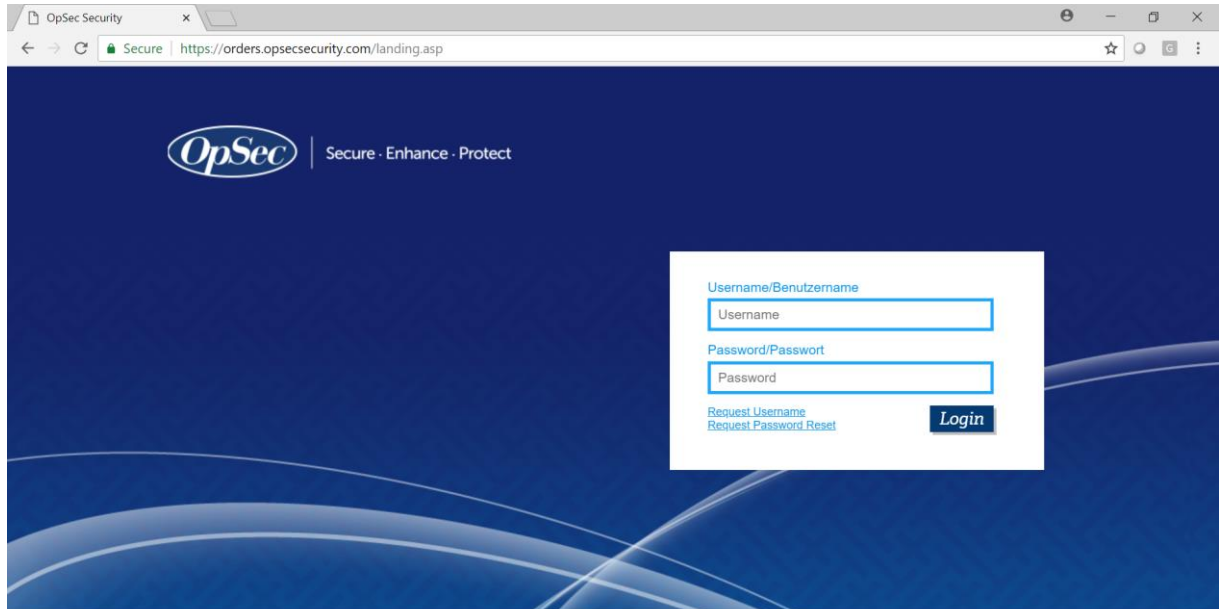 OpSec Security
Secure https://orders.opsecsecurity.com/landing.asp
G
OpSec Secure · Enhance · Protect
Username/Benutzername
Username
Password/Passwort
Password
Request Username
Request Password Reset
Login